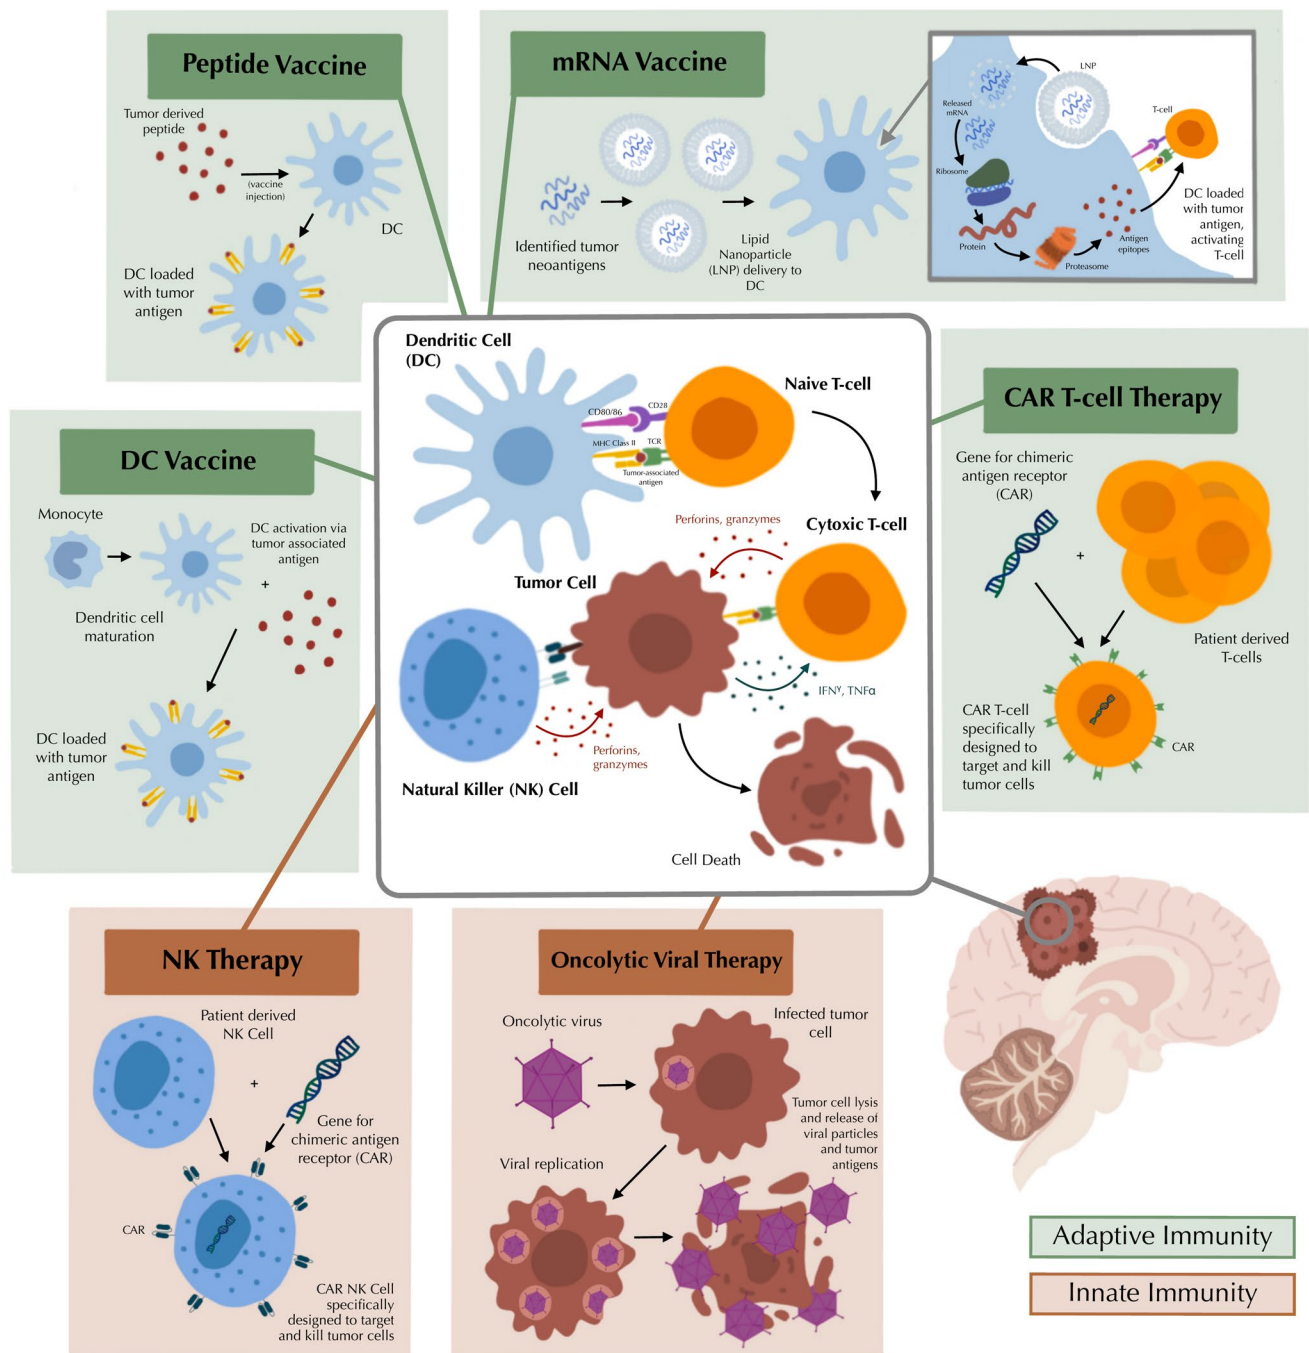 Peptide Vaccine
Tumor derived
peptide
(vaccine
injection)
DC
DC loaded
with tumor
antigen
mRNA Vaccine
Identified tumor
neoantigens
Lipid
Nanoparticle
(LNP) delivery to
DC
LNP
Released
mRNA
Ribosome
Protein
Proteasome
Antigen
epitopes
T-cell
DC loaded
with tumor
antigen,
activating
T-cell
DC Vaccine
Monocyte
Dendritic cell
maturation
DC activation via
tumor associated
antigen
+
DC loaded
with tumor
antigen
Dendritic Cell
(DC)
Naive T-cell
CD80/86
CD28
MHC Class II
TCR
Tumor-associated
antigen
Cytoxic T-cell
Perforins, granzymes
Tumor Cell
IFNγ, TNFα
Perforins,
granzymes
Natural Killer (NK) Cell
Cell Death
CAR T-cell Therapy
Gene for chimeric
antigen receptor
(CAR)
+
Patient derived
T-cells
CAR T-cell
specifically
designed to
target and kill
tumor cells
CAR
NK Therapy
Patient derived
NK Cell
+
Gene for
chimeric antigen
receptor (CAR)
CAR
CAR NK Cell
specifically
designed to target
and kill tumor cells
Oncolytic Viral Therapy
Oncolytic virus
Infected tumor
cell
Viral replication
Tumor cell lysis
and release of
viral particles
and tumor
antigens
Adaptive Immunity
Innate Immunity